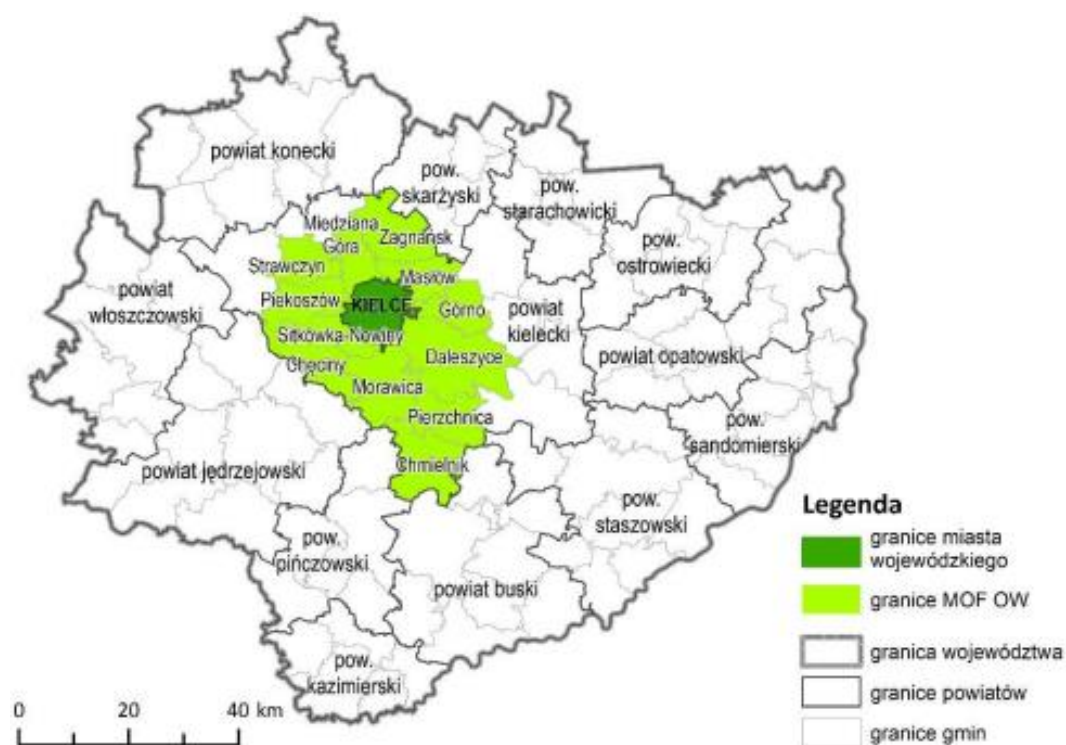 powiat konecki
pow.
skarżyski
pow.
starachowicki
Miedziana
Góra
Zagnańsk
pow.
ostrowiecki
Strawczyn
Masłów
powiat
włoszczowski
Piekoszów
KIELCE
Górno
powiat
kielecki
Sitkówka-Nowiny
Daleszyce
powiat opatowski
Chęciny
Morawica
Pierzchnica
pow.
sandomierski
powiat jędrzejowski
Chmielnik
pow.
staszowski
pow.
pińczowski
powiat buski
pow.
kazimierski
Legenda
granice miasta
wojewódzkiego
granice MOF OW
granica województwa
granice powiatów
granice gmin
0 20 40 km